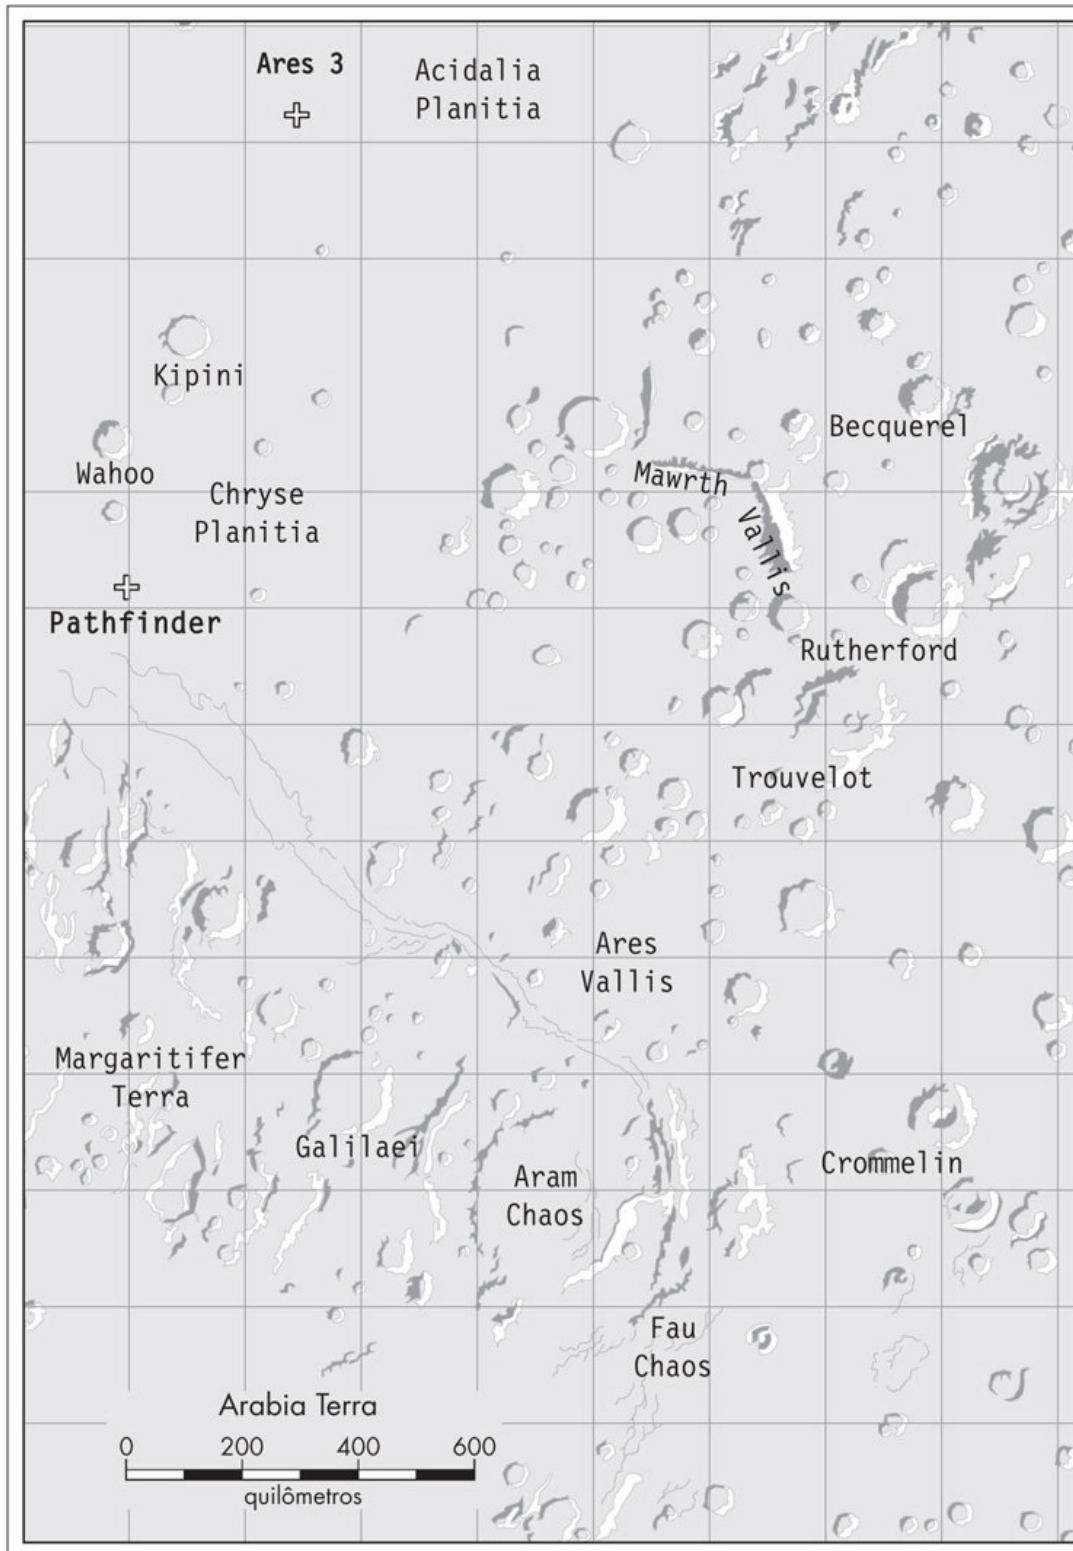 Ares 3
Acidalia
Planitia
Kipini
Becquerel
Wahoo
Mawrth
Vallis
Chryse
Planitia
Pathfinder
Rutherford
Trouvelot
Ares
Vallis
Margaritifer
Terra
Galilaei
Aram
Chaos
Crommelin
Fau
Chaos
Arabia Terra
0 200 400 600
quilômetros